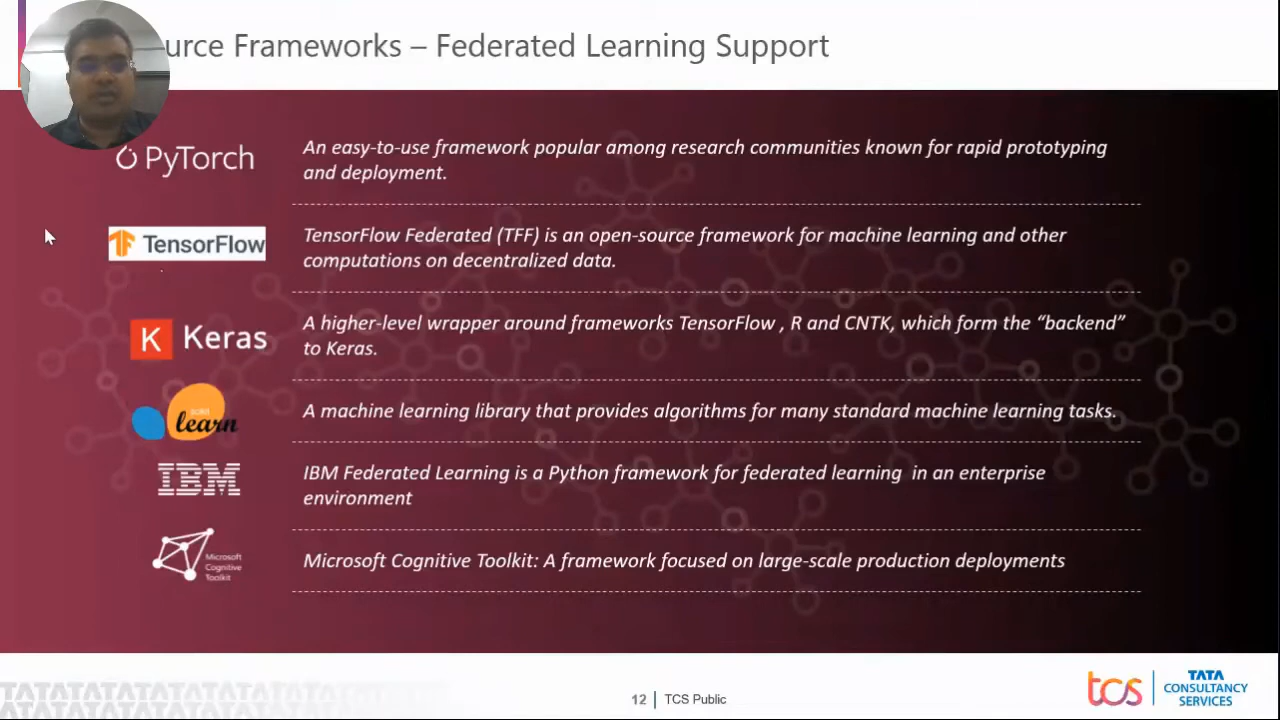 urce Frameworks – Federated Learning Support
PyTorch
An easy-to-use framework popular among research communities known for rapid prototyping
and deployment.
TensorFlow
TensorFlow Federated (TFF) is an open-source framework for machine learning and other
computations on decentralized data.
K Keras
A higher-level wrapper around frameworks TensorFlow , R and CNTK, which form the “backend”
to Keras.
scikit
learn
A machine learning library that provides algorithms for many standard machine learning tasks.
IBM
IBM Federated Learning is a Python framework for federated learning in an enterprise
environment
Microsoft
Cognitive
Toolkit
Microsoft Cognitive Toolkit: A framework focused on large-scale production deployments
12 | TCS Public
tcs
TATA
CONSULTANCY
SERVICES